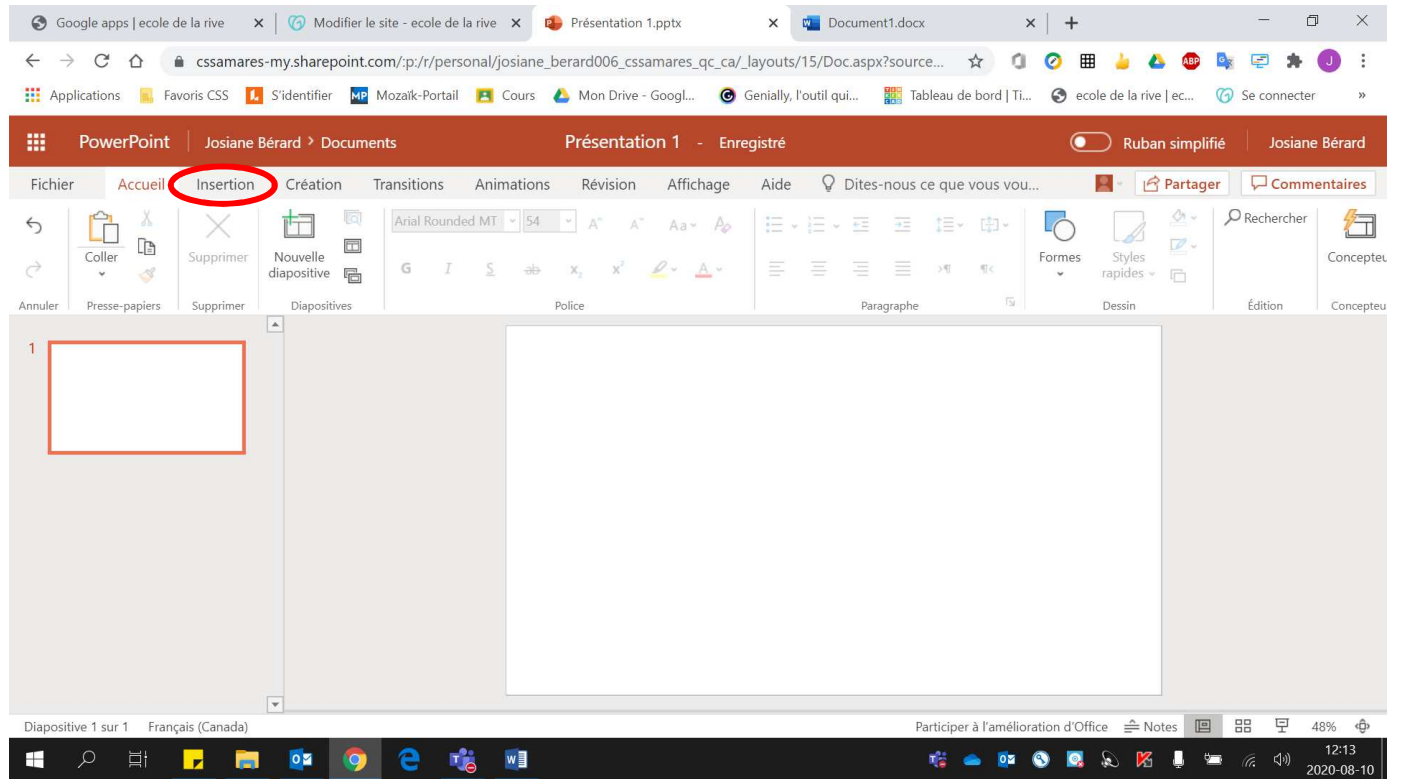 Google apps | ecole de la rive
Modifier le site - ecole de la rive
Présentation 1.pptx
Document1.docx
cssamares-my.sharepoint.com/:p:/r/personal/josiane_berard006_cssamares_qc_ca/_layouts/15/Doc.aspx?source...
ABP
J
Applications
Favoris CSS
S'identifier
MP Mozaïk-Portail
Cours
Mon Drive - Googl...
Genially, l'outil qui...
Tableau de bord | Ti...
ecole de la rive | ec...
Se connecter
»
PowerPoint
Josiane Bérard > Documents
Présentation 1 - Enregistré
Ruban simplifié
Josiane Bérard
Fichier Accueil Insertion Création Transitions Animations Révision Affichage Aide
Dites-nous ce que vous vou...
Partager
Commentaires
Coller
Supprimer
Nouvelle
diapositive
Arial Rounded MT 54
A^ A˅ Aa
G I S ab x₂ x² A
Formes
Styles
rapides
Rechercher
Concepteu
Annuler Presse-papiers Supprimer Diapositives Police Paragraphe Dessin Édition Concepteu
1
Diapositive 1 sur 1 Français (Canada)
Participer à l'amélioration d'Office Notes 48%
12:13
2020-08-10